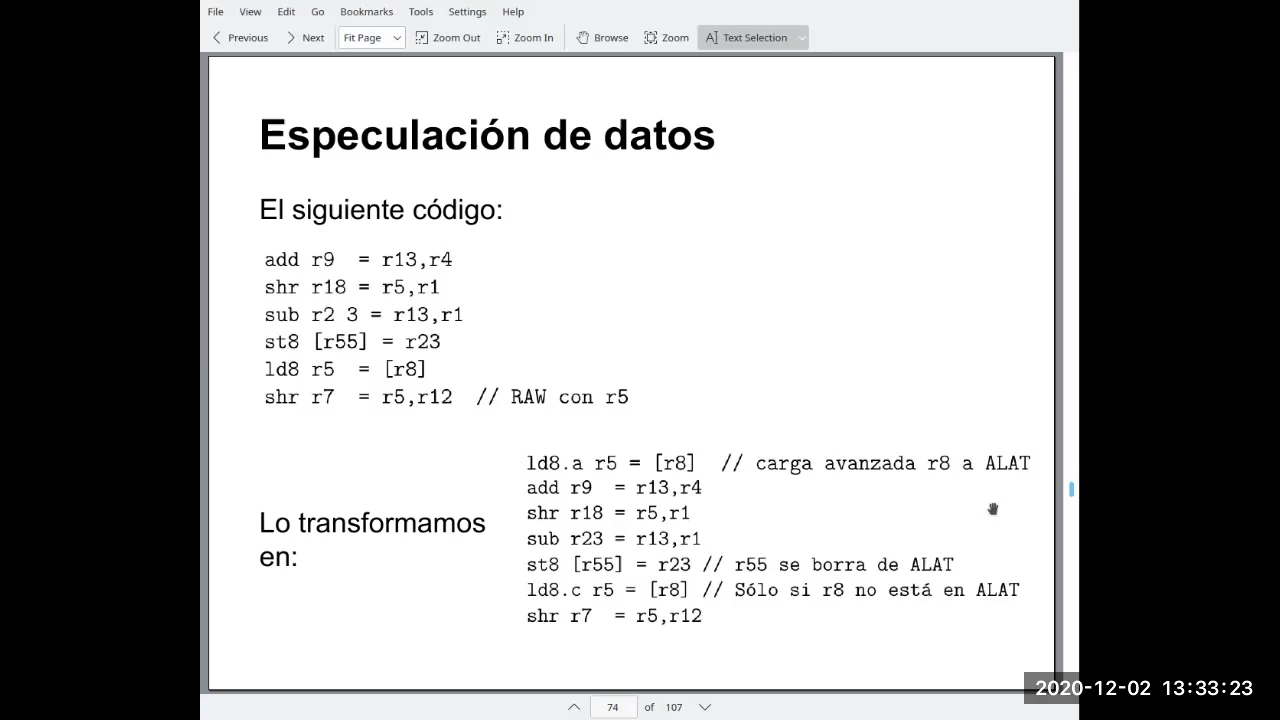 File View Edit Go Bookmarks Tools Settings Help
Previous Next Fit Page Zoom Out Zoom In Browse Zoom Text Selection
Especulación de datos
El siguiente código:
add r9 = r13,r4
shr r18 = r5,r1
sub r2 3 = r13,r1
st8 [r55] = r23
ld8 r5 = [r8]
shr r7 = r5,r12 // RAW con r5
Lo transformamos
en:
ld8.a r5 = [r8] // carga avanzada r8 a ALAT
add r9 = r13,r4
shr r18 = r5,r1
sub r23 = r13,r1
st8 [r55] = r23 // r55 se borra de ALAT
ld8.c r5 = [r8] // Sólo si r8 no está en ALAT
shr r7 = r5,r12
2020-12-02 13:33:23
74 of 107